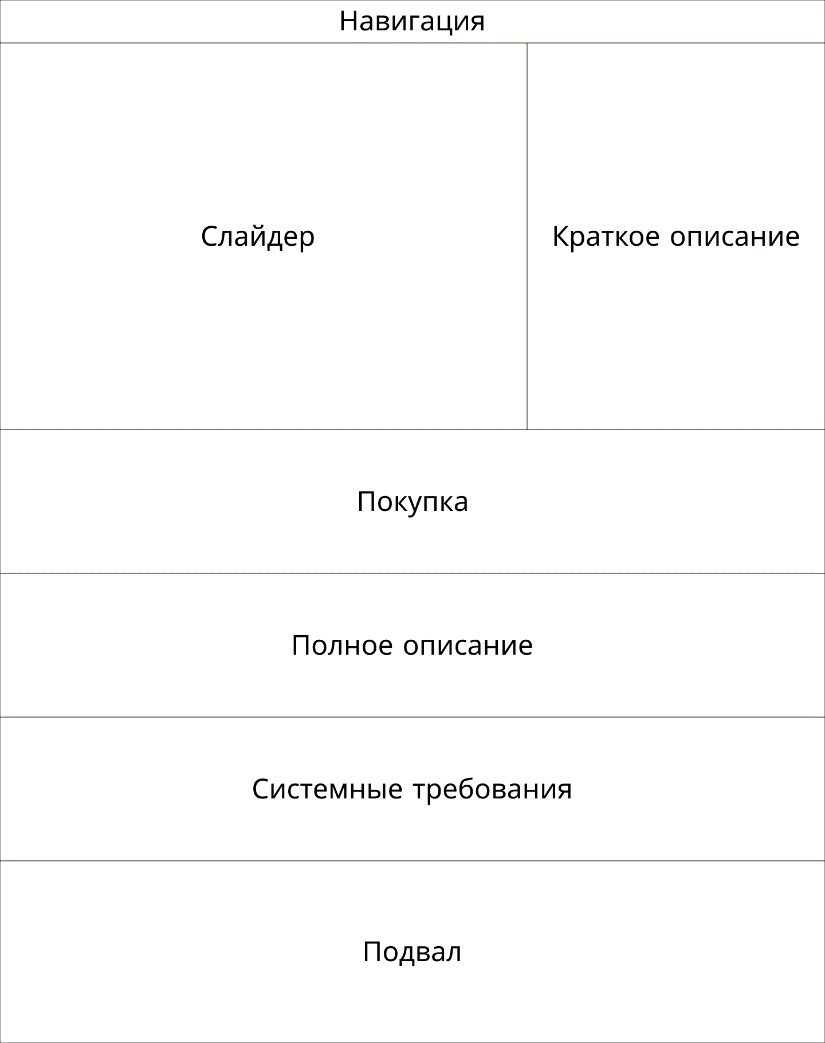 Навигация
Слайдер
Краткое описание
Покупка
Полное описание
Системные требования
Подвал